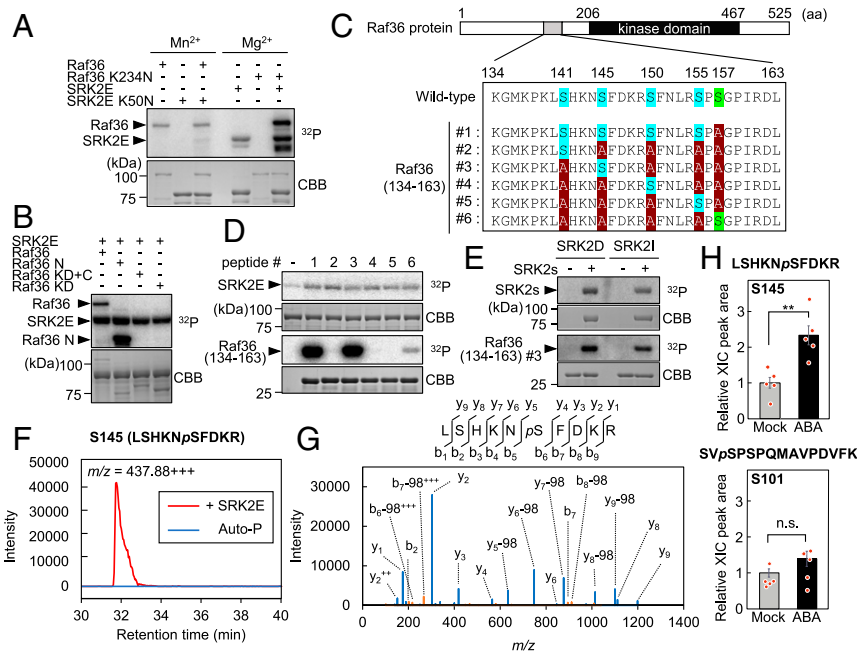 A
Mn2+ Mg2+
Raf36 + - + - - -
Raf36 K234N - - - - + +
SRK2E - - - + - +
SRK2E K50N - + + - - -
Raf36
SRK2E
32P
(kDa)
100
75
CBB
B
SRK2E + + + +
Raf36 +
Raf36 N +
Raf36 KD+C +
Raf36 KD +
Raf36
SRK2E
Raf36 N
32P
(kDa)
100
75
CBB
C
1 206 467 525 (aa)
Raf36 protein
kinase domain
134 141 145 150 155 157 163
Wild-type KGMKPKLSHKNSFDKRSFNLRSPSGPIRDL
Raf36
(134-163)
#1 : KGMKPKLSHKNSFDKRSFNLRSPAGPIRDL
#2 : KGMKPKLSHKNAFDKRAFNLRAPAGPIRDL
#3 : KGMKPKLAHKNSFDKRAFNLRAPAGPIRDL
#4 : KGMKPKLAHKNAFDKRSFNLRAPAGPIRDL
#5 : KGMKPKLAHKNAFDKRAFNLRSPAGPIRDL
#6 : KGMKPKLAHKNAFDKRAFNLRAPSGPIRDL
D
peptide # - 1 2 3 4 5 6
SRK2E
32P
(kDa)
100
75
CBB
Raf36
(134-163)
32P
25
CBB
E
SRK2D SRK2I
SRK2s - + - +
SRK2s
32P
(kDa)
100
75
CBB
Raf36
(134-163) #3
32P
25
CBB
F
S145 (LSHKNpSFDKR)
m/z = 437.88+++
+ SRK2E
Auto-P
Intensity
50000
40000
30000
20000
10000
0
30 32 34 36 38 40
Retention time (min)
G
y9 y8 y7 y6 y5 y4 y3 y2 y1
L S H K N pS F D K R
b1 b2 b3 b4 b5 b6 b7 b8 b9
Intensity
30000
20000
10000
0
y2++
y1
b6-98+++
b2
b7-98+++
y2
y3
y4
y5-98
y6-98
y6
y7-98
b7
b8-98
y8-98
y9-98
y8
y9
0 200 400 600 800 1000 1200 1400
m/z
H
LSHKNpSFDKR
S145
**
Relative XIC peak area
3
2
1
0
Mock ABA
SVpSPSPQMAVPDVFK
S101
n.s.
Relative XIC peak area
3
2
1
0
Mock ABA